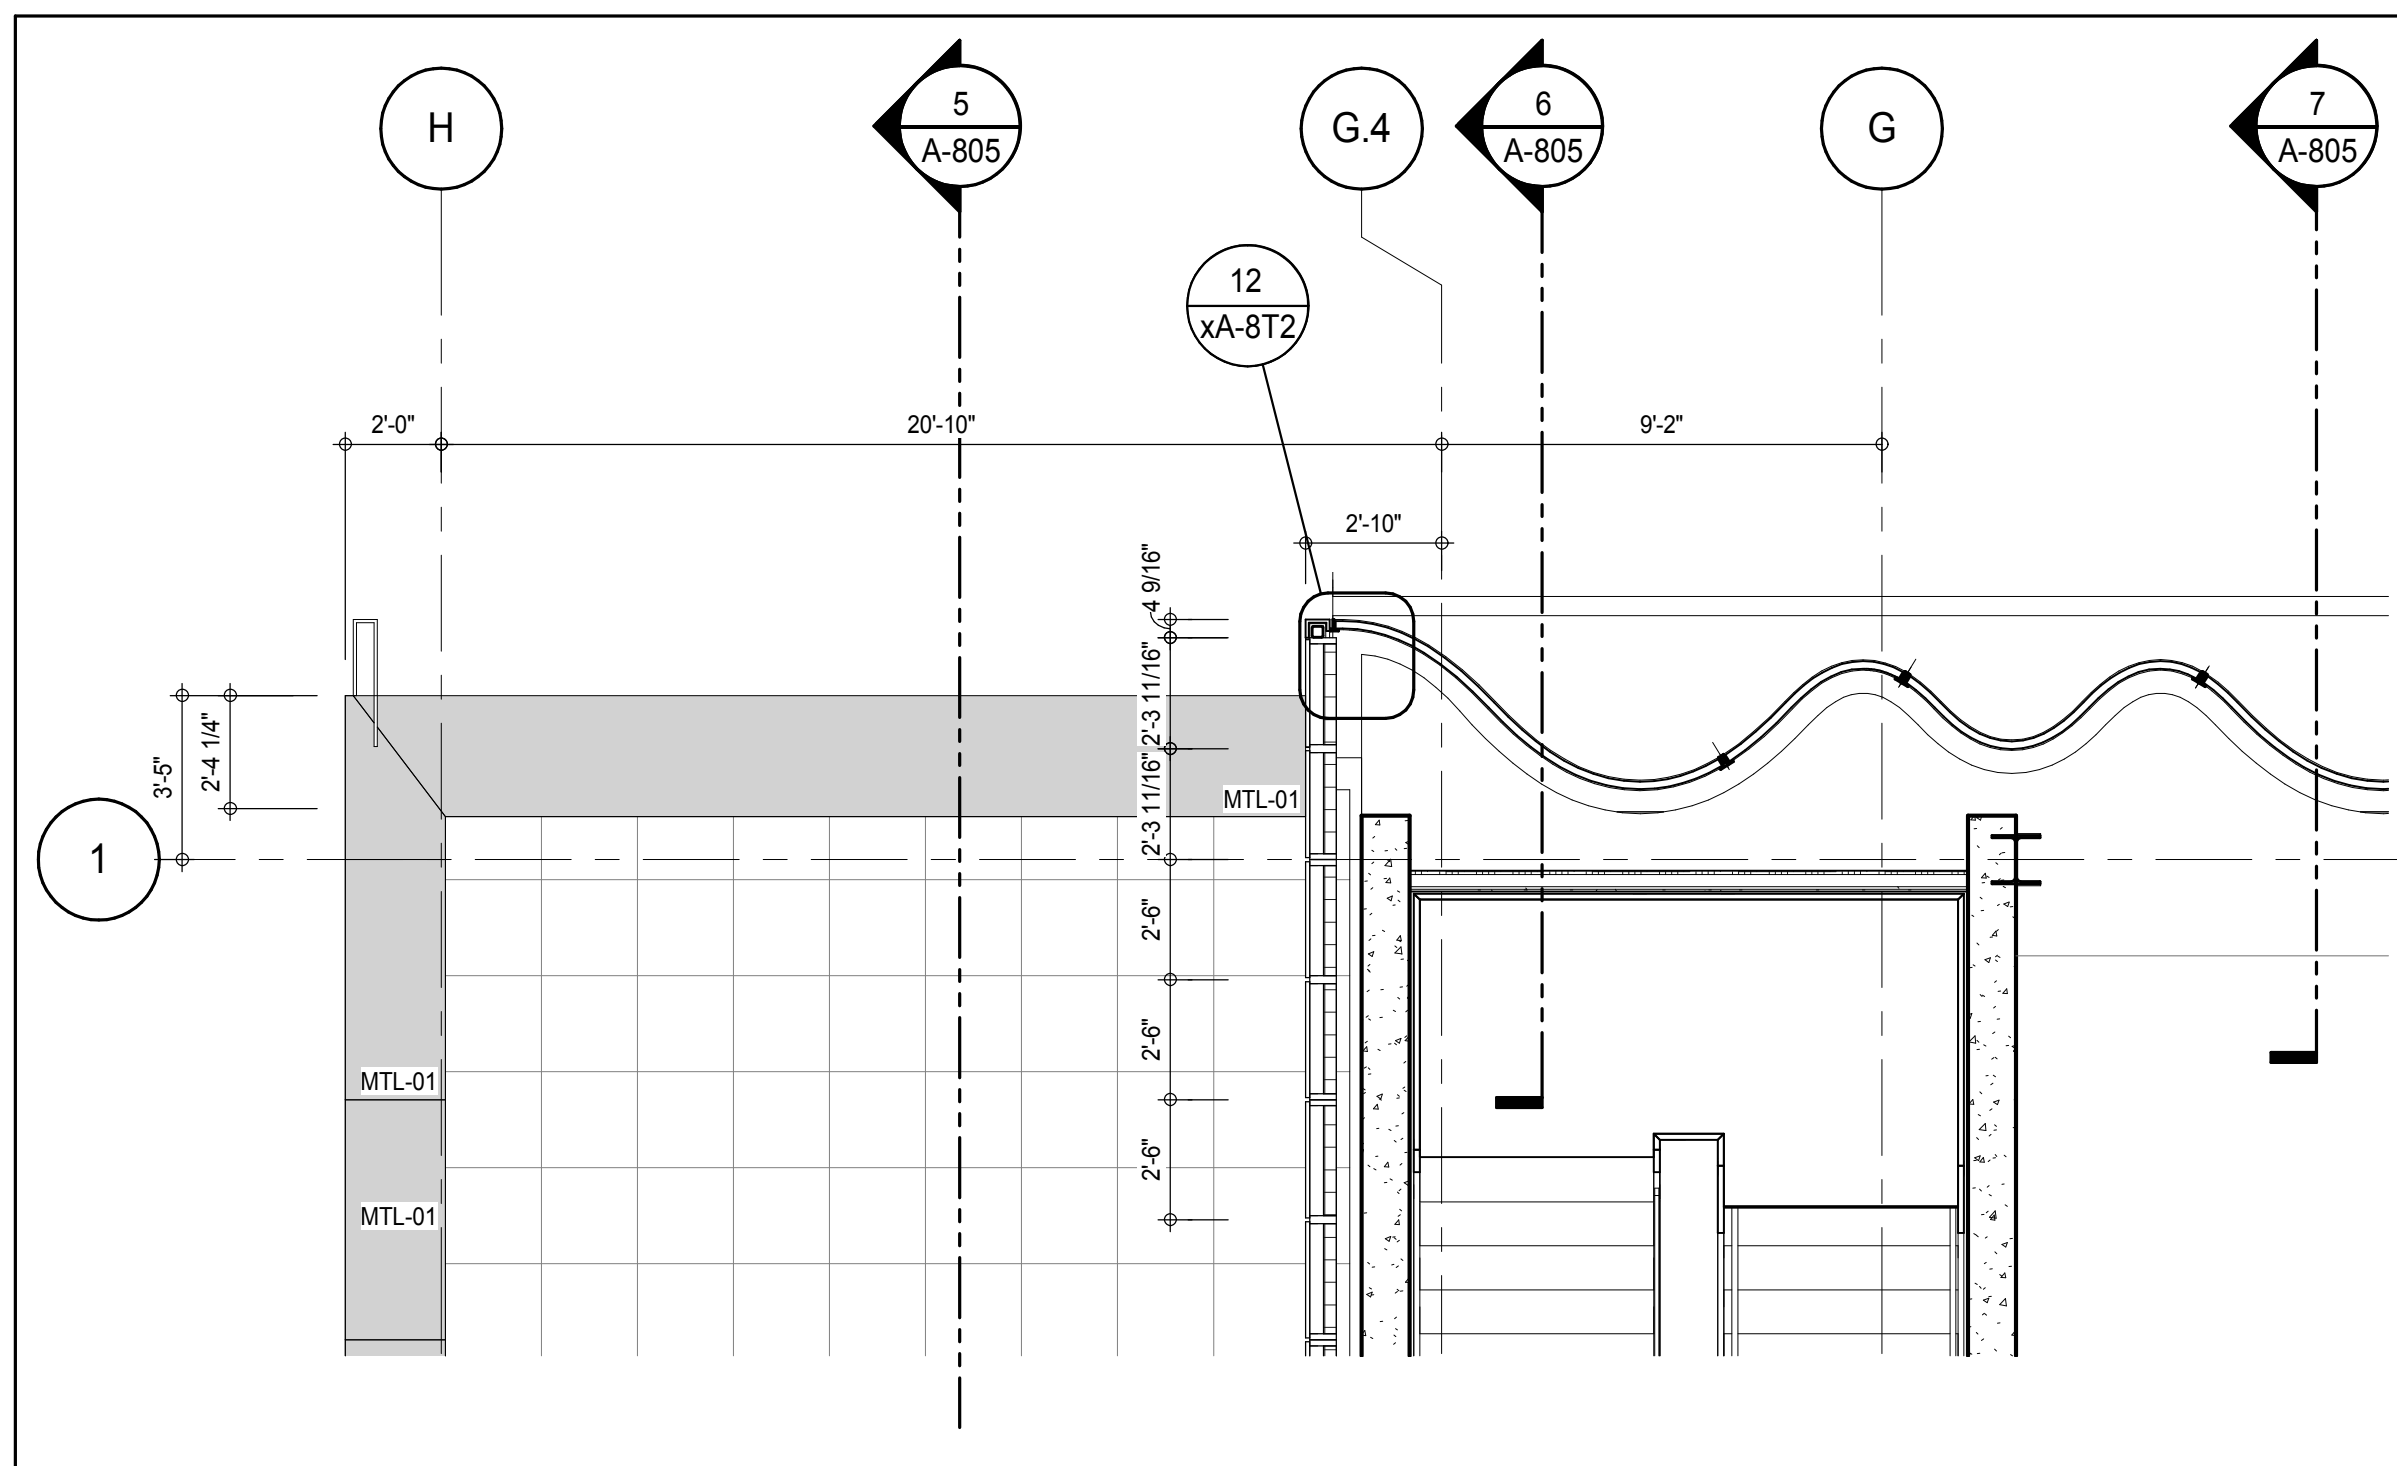 H
5
A-805
G.4
6
A-805
G
7
A-805
12
xA-8T2
2'-0"
20'-10"
9'-2"
2'-10"
4 9/16"
2'-3 11/16"
2'-3 11/16"
3'-5"
2'-4 1/4"
MTL-01
1
2'-6"
2'-6"
MTL-01
2'-6"
MTL-01